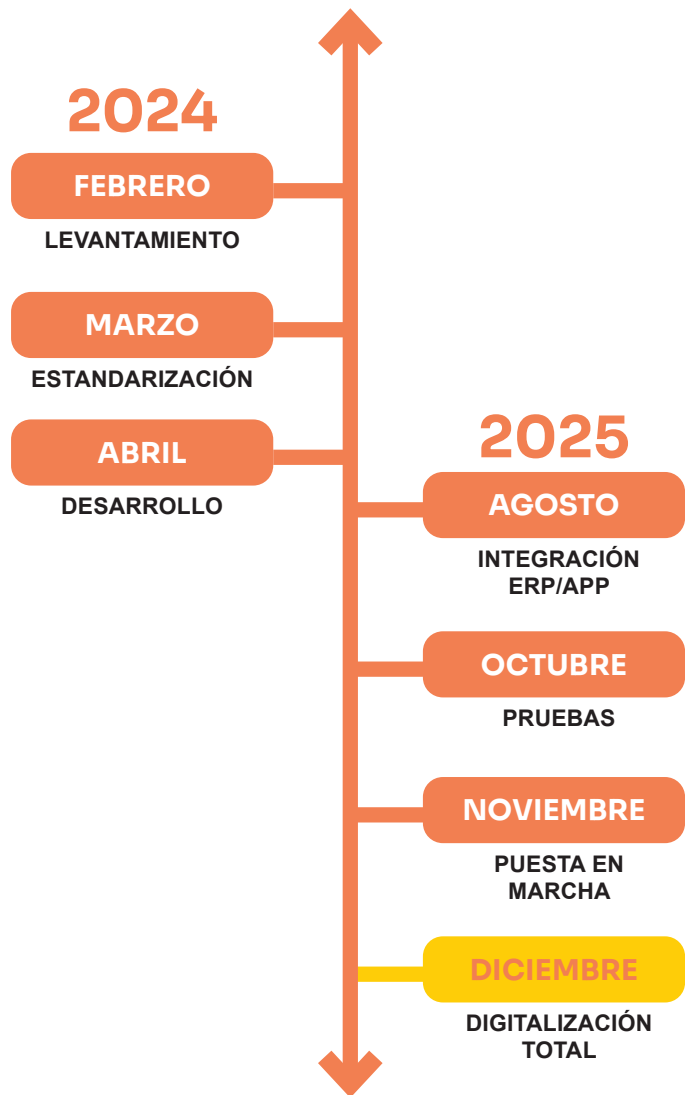 2024
FEBRERO
LEVANTAMIENTO
MARZO
ESTANDARIZACIÓN
ABRIL
DESARROLLO
2025
AGOSTO
INTEGRACIÓN
ERP/APP
OCTUBRE
PRUEBAS
NOVIEMBRE
PUESTA EN
MARCHA
DICIEMBRE
DIGITALIZACIÓN
TOTAL